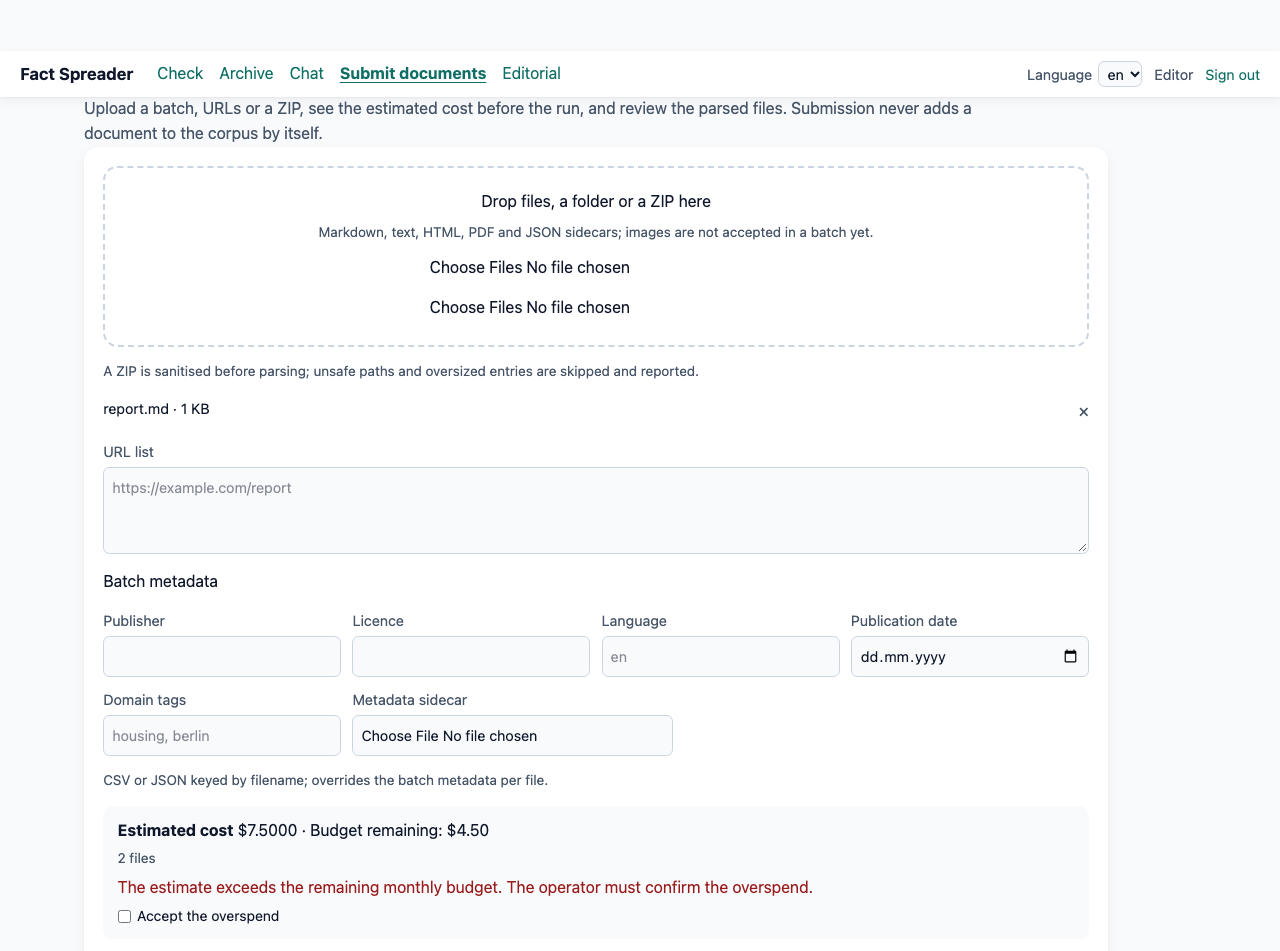 Fact Spreader Check Archive Chat Submit documents Editorial Language en Editor Sign out
Upload a batch, URLs or a ZIP, see the estimated cost before the run, and review the parsed files. Submission never adds a
document to the corpus by itself.
Drop files, a folder or a ZIP here
Markdown, text, HTML, PDF and JSON sidecars; images are not accepted in a batch yet.
Choose Files No file chosen
Choose Files No file chosen
A ZIP is sanitised before parsing; unsafe paths and oversized entries are skipped and reported.
report.md · 1 KB ×
URL list
https://example.com/report
Batch metadata
Publisher Licence Language Publication date
en dd.mm.yyyy
Domain tags Metadata sidecar
housing, berlin Choose File No file chosen
CSV or JSON keyed by filename; overrides the batch metadata per file.
Estimated cost $7.5000 · Budget remaining: $4.50
2 files
The estimate exceeds the remaining monthly budget. The operator must confirm the overspend.
Accept the overspend